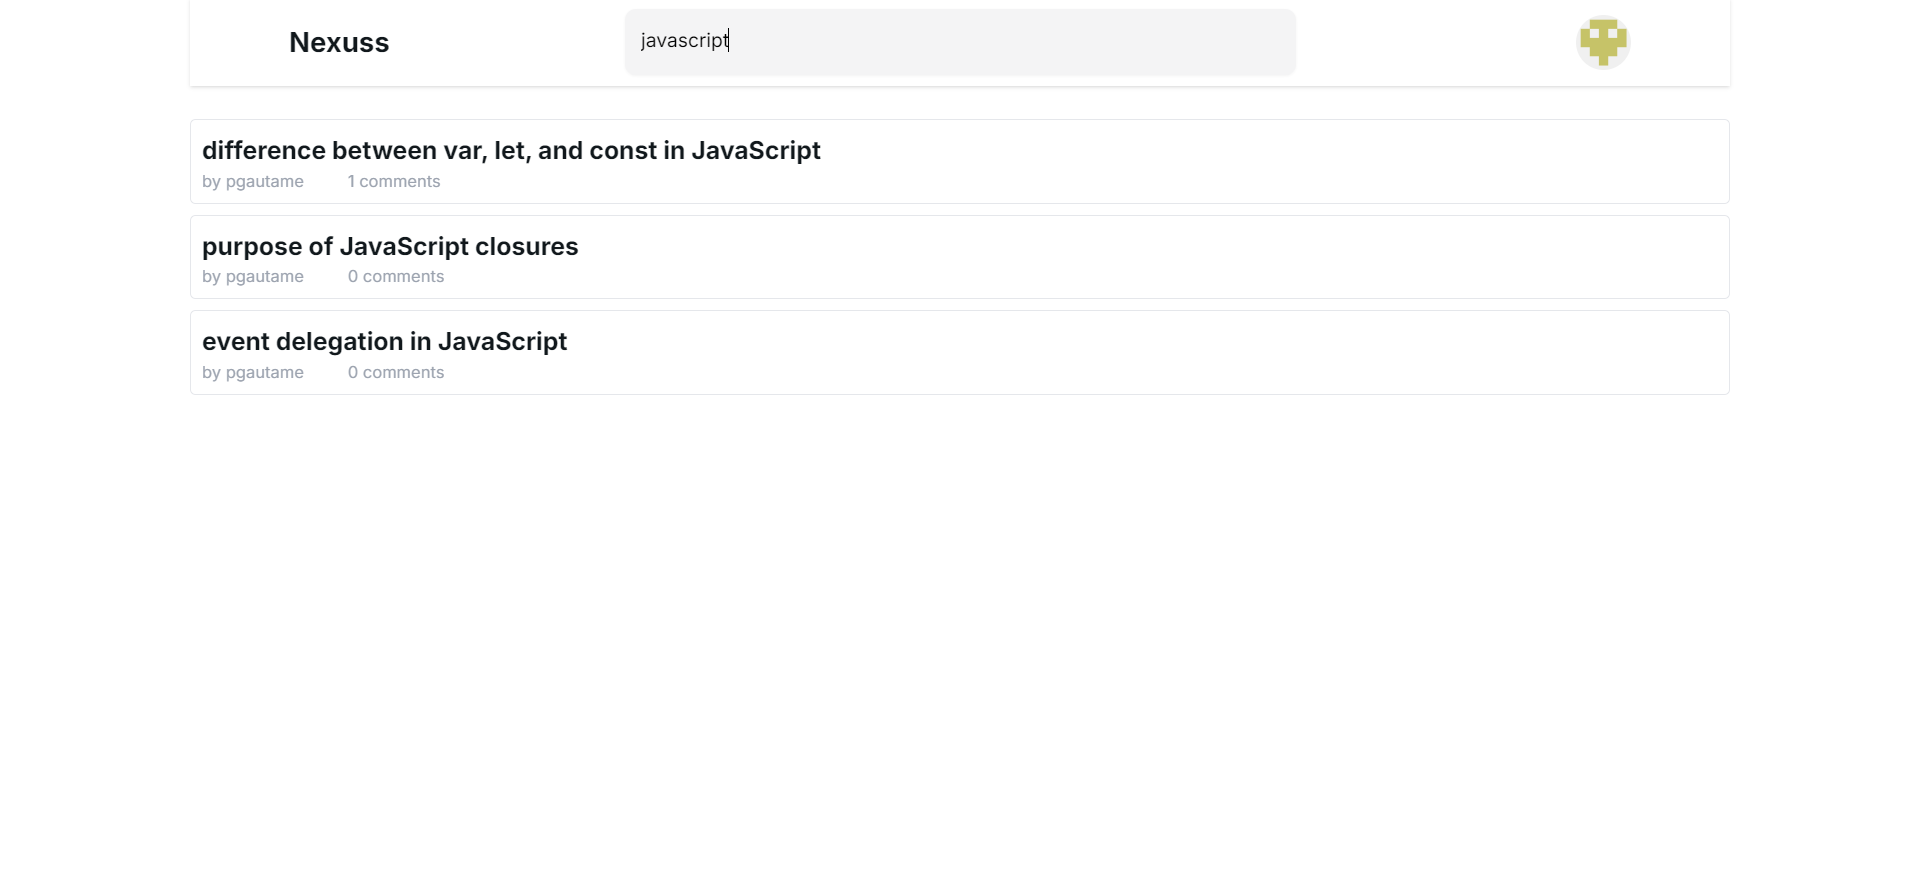 Nexuss
javascript
difference between var, let, and const in JavaScript
by pgautame 1 comments
purpose of JavaScript closures
by pgautame 0 comments
event delegation in JavaScript
by pgautame 0 comments